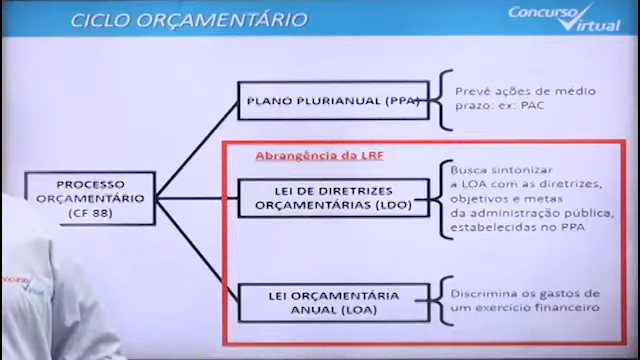 CICLO ORÇAMENTÁRIO
Concurso
Virtual
PLANO PLURIANUAL (PPA)
Prevê ações de médio
prazo: ex: PAC
Abrangência da LRF
PROCESSO
ORÇAMENTÁRIO
(CF 88)
LEI DE DIRETRIZES
ORÇAMENTÁRIAS (LDO)
Busca sintonizar
a LOA com as diretrizes,
objetivos e metas
da administração pública,
estabelecidas no PPA
LEI ORÇAMENTÁRIA
ANUAL (LOA)
Discrimina os gastos de
um exercício financeiro